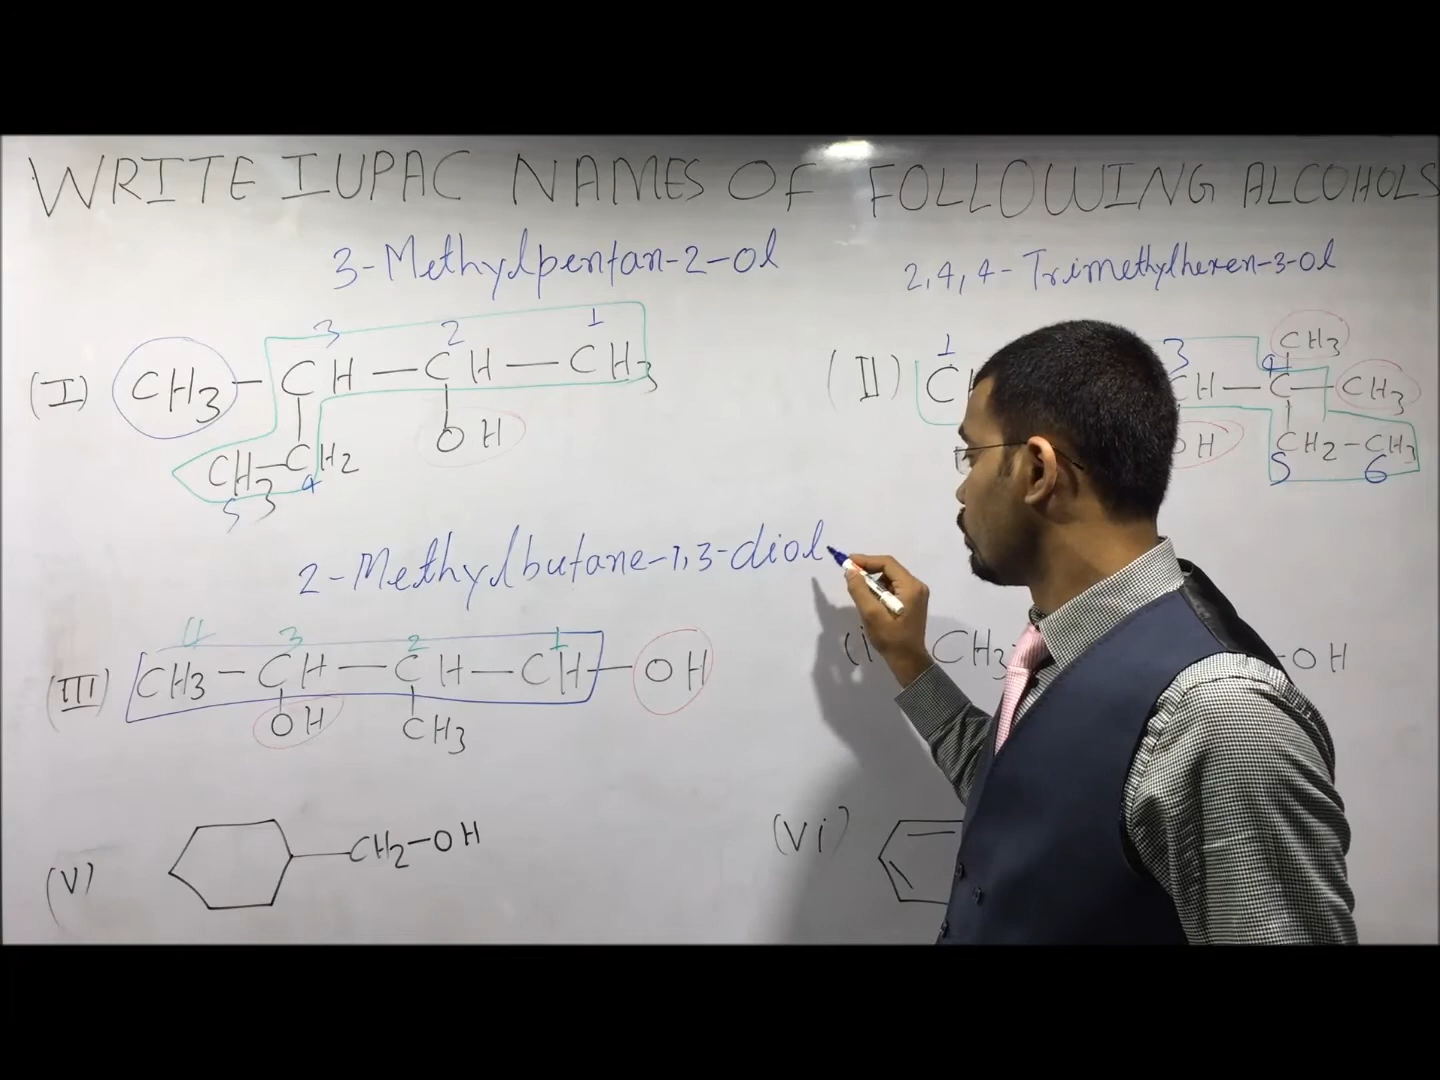 WRITE IUPAC NAMES OF FOLLOWING ALCOHOLS
3-Methylpentan-2-ol
2,4,4-Trimethylhexen-3-ol
3 2 1
(I) CH3-CH-CH-CH3
OH
CH3-CH2
5 4
1 3 4 CH3
(II) C CH-C-CH3
OH CH2-CH3
5 6
2-Methylbutane-1,3-diol
4 3 2 1
(III) CH3-CH-CH-CH-OH
OH CH3
(i CH3 -OH
(V) CH2-OH
(Vi)